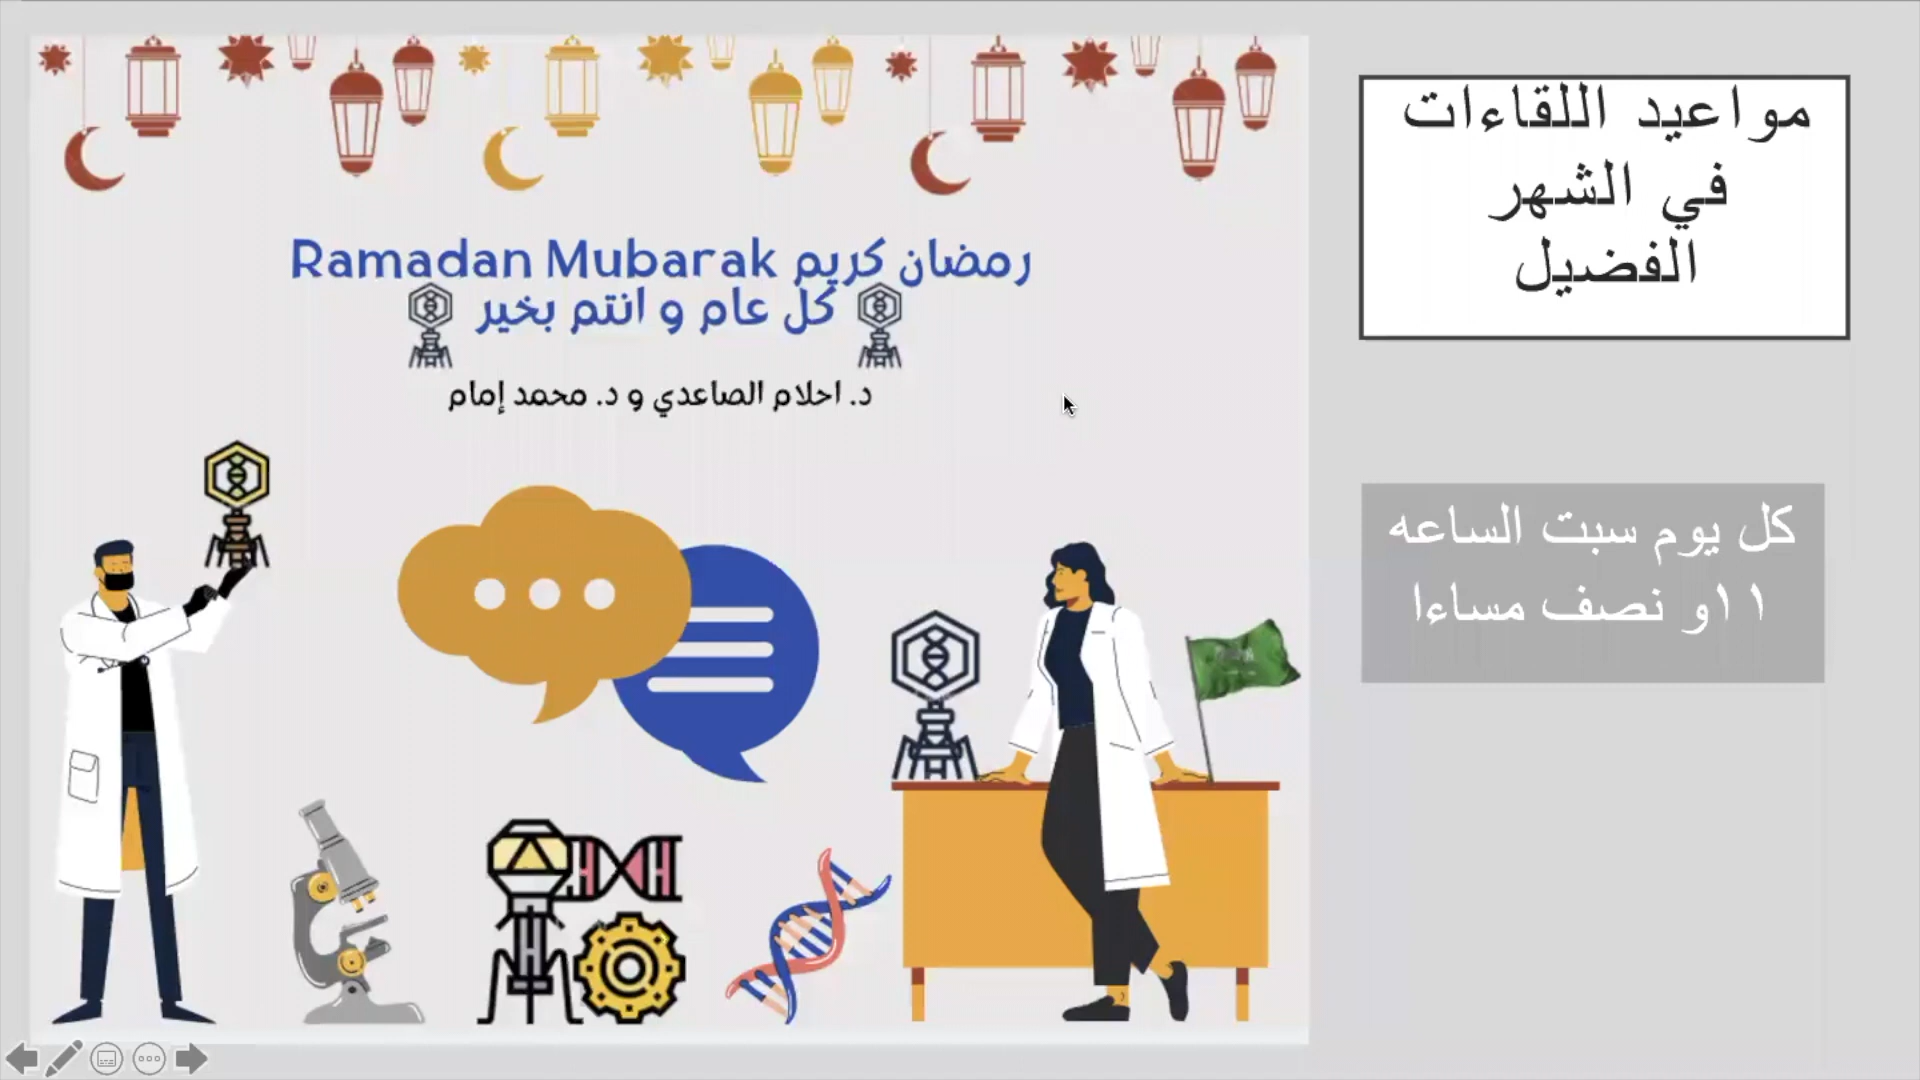 مواعيد اللقاءات
في الشهر
الفضيل
رمضان كريم Ramadan Mubarak
كل عام و انتم بخير
د. احلام الصاعدي و د. محمد إمام
كل يوم سبت الساعه
١١و نصف مساءا